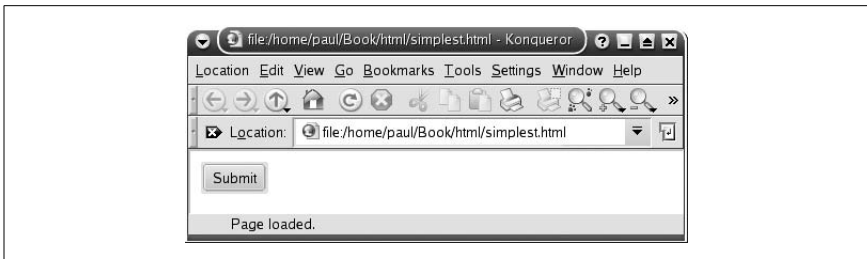 file:/home/paul/Book/html/simplest.html - Konqueror
Location Edit View Go Bookmarks Tools Settings Window Help
Location: file:/home/paul/Book/html/simplest.html
Submit
Page loaded.